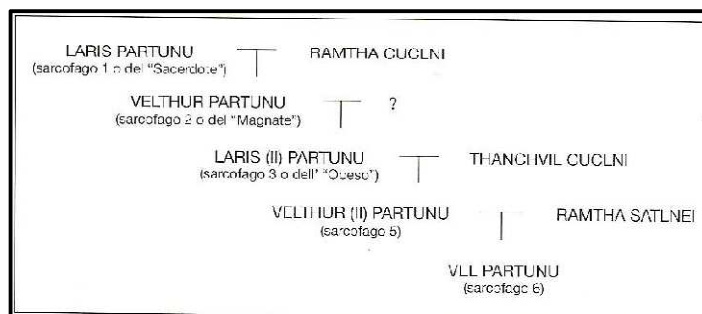 LARIS PARTUNU RAMTHA CUCLNI
(sarcofago 1 o del "Sacerdote")
VELTHUR PARTUNU ?
(sarcofago 2 o del "Magnate")
LARIS (II) PARTUNU THANCHVIL CUCLNI
(sarcofago 3 o dell' "Obeso")
VELTHUR (II) PARTUNU RAMTHA SATLNEI
(sarcofago 5)
VEL PARTUNU
(sarcofago 6)